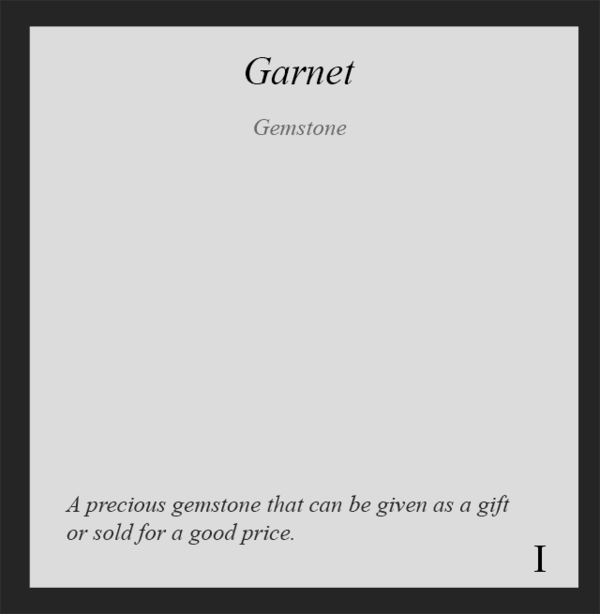 Garnet
Gemstone
A precious gemstone that can be given as a gift
or sold for a good price.
I